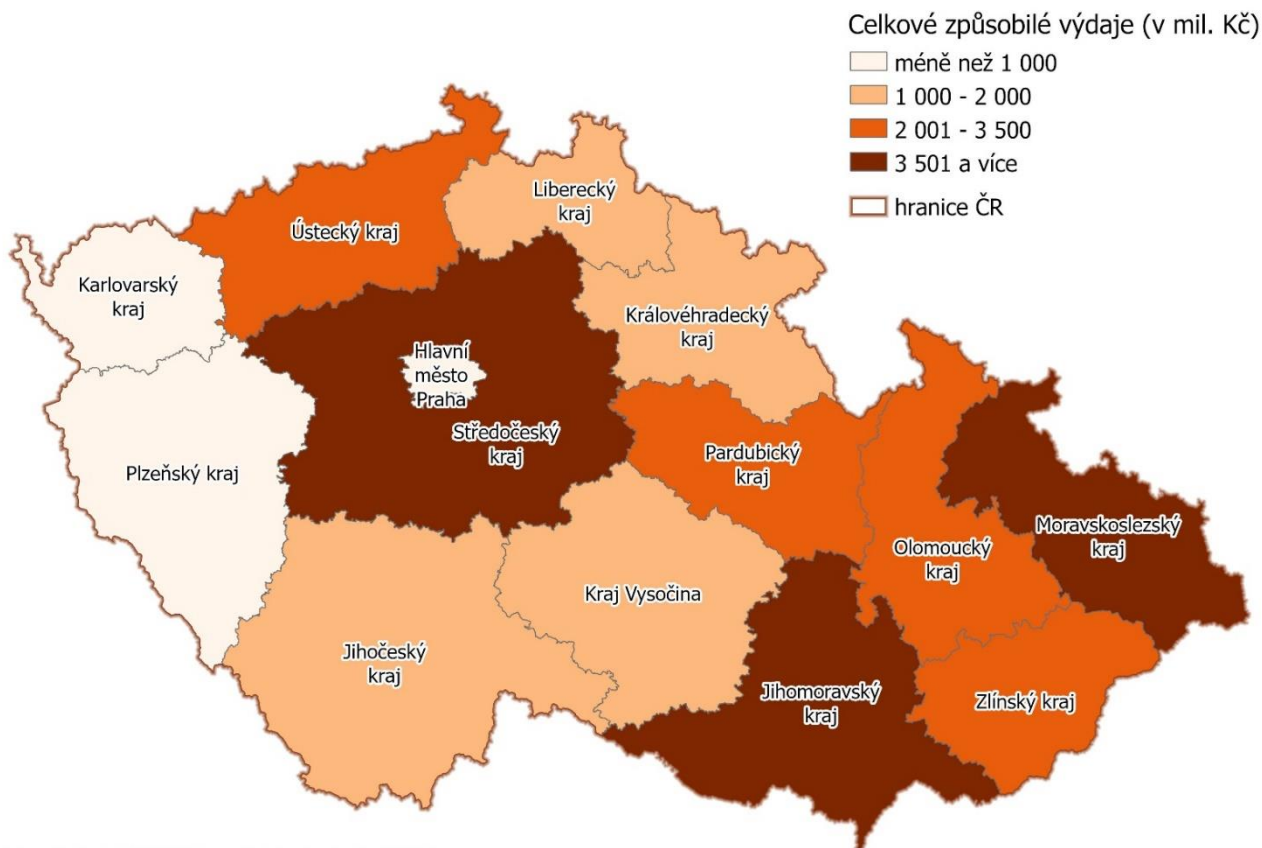 Celkové způsobilé výdaje (v mil. Kč)
méně než 1 000
1 000 - 2 000
2 001 - 3 500
3 501 a více
hranice ČR
Liberecký
kraj
Ústecký kraj
Karlovarský
kraj
Královéhradecký
kraj
Hlavní
město
Praha
Středočeský
kraj
Plzeňský kraj
Pardubický
kraj
Moravskoslezský
kraj
Olomoucký
kraj
Kraj Vysočina
Jihočeský
kraj
Jihomoravský
kraj
Zlínský kraj